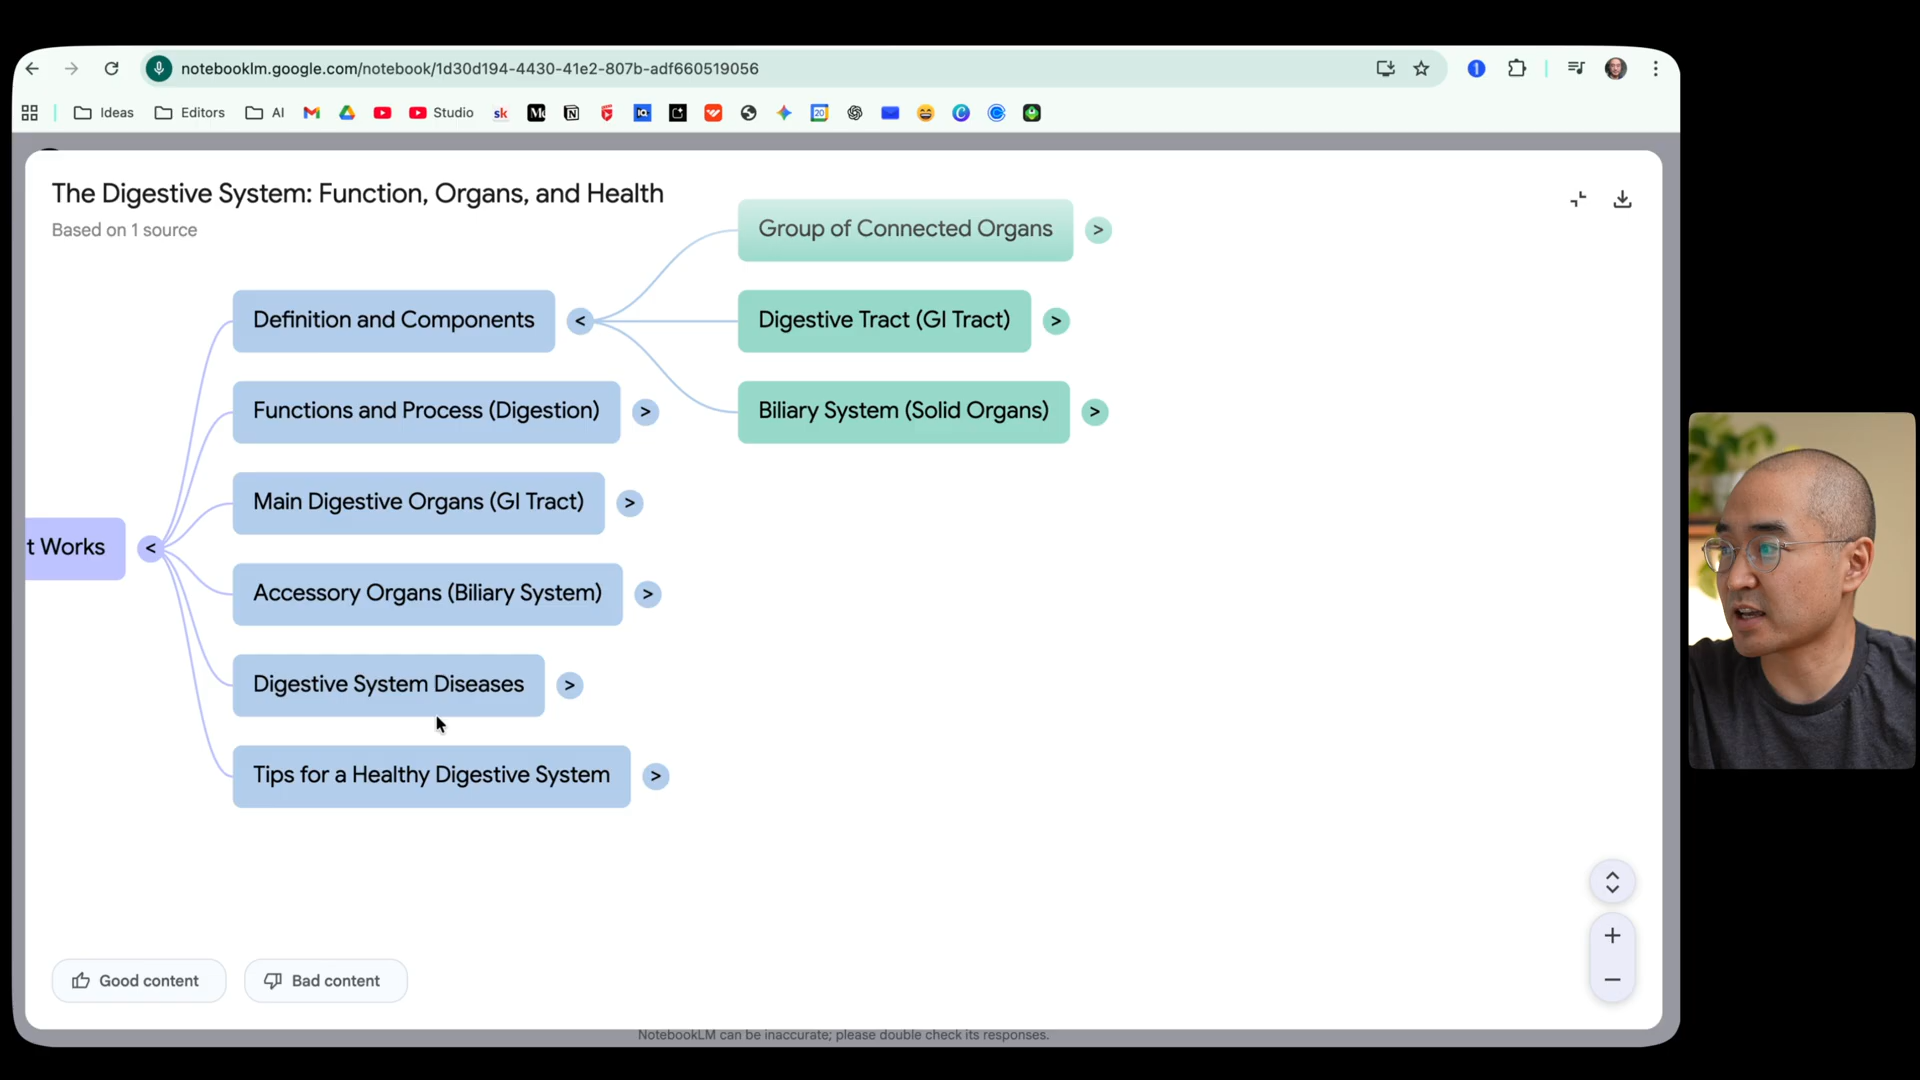 notebooklm.google.com/notebook/1d30d194-4430-41e2-807b-adf660519056
Ideas
Editors
AI
Studio
The Digestive System: Function, Organs, and Health
Based on 1 source
Group of Connected Organs
Definition and Components
Digestive Tract (GI Tract)
Functions and Process (Digestion)
Biliary System (Solid Organs)
Main Digestive Organs (GI Tract)
t Works
Accessory Organs (Biliary System)
Digestive System Diseases
Tips for a Healthy Digestive System
Good content
Bad content
NotebookLM can be inaccurate; please double check its responses.